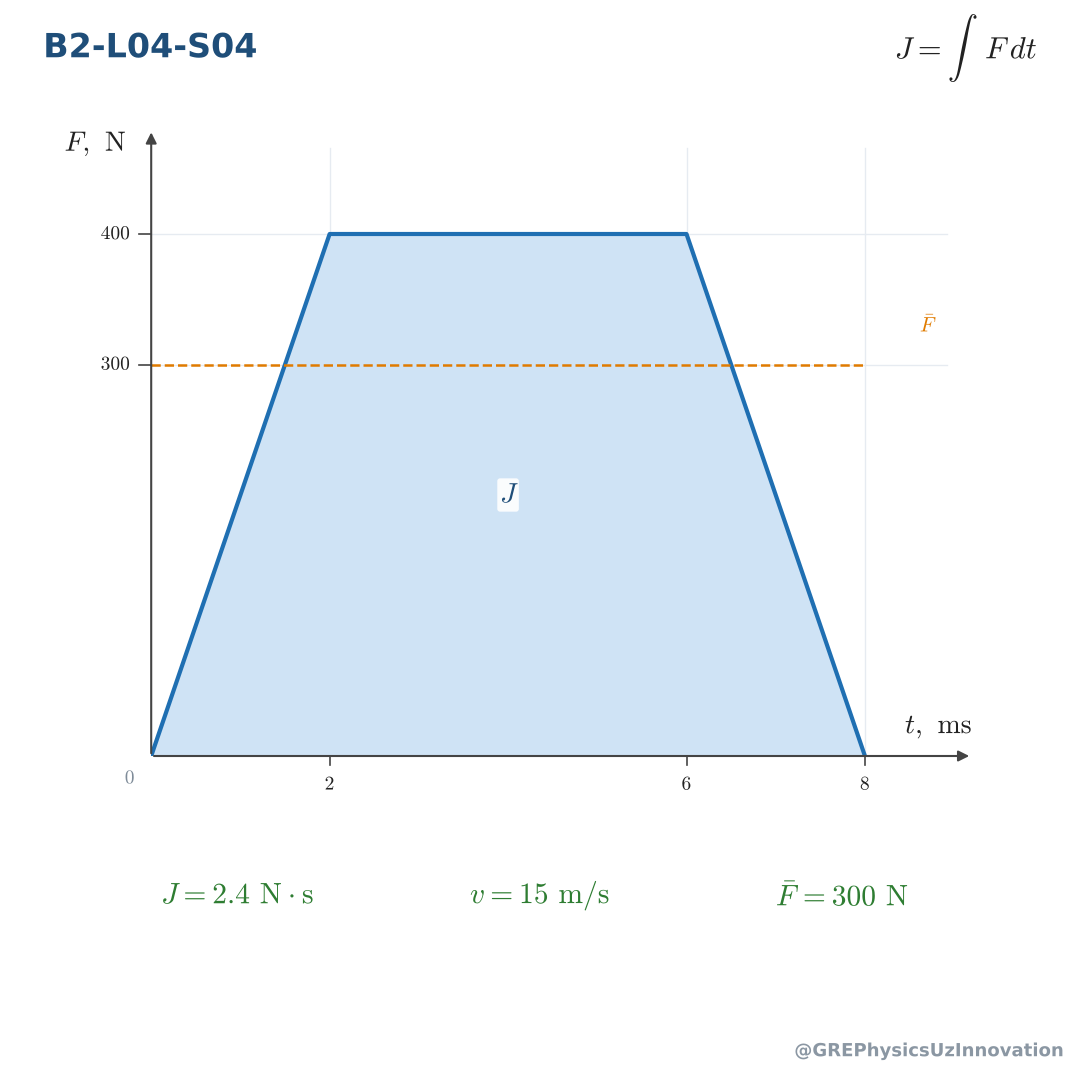 B2-L04-S04
J = ∫ F dt
F, N
400
300
F̄
J
t, ms
0
2 6 8
J = 2.4 N · s v = 15 m/s F̄ = 300 N
@GREPhysicsUzInnovation